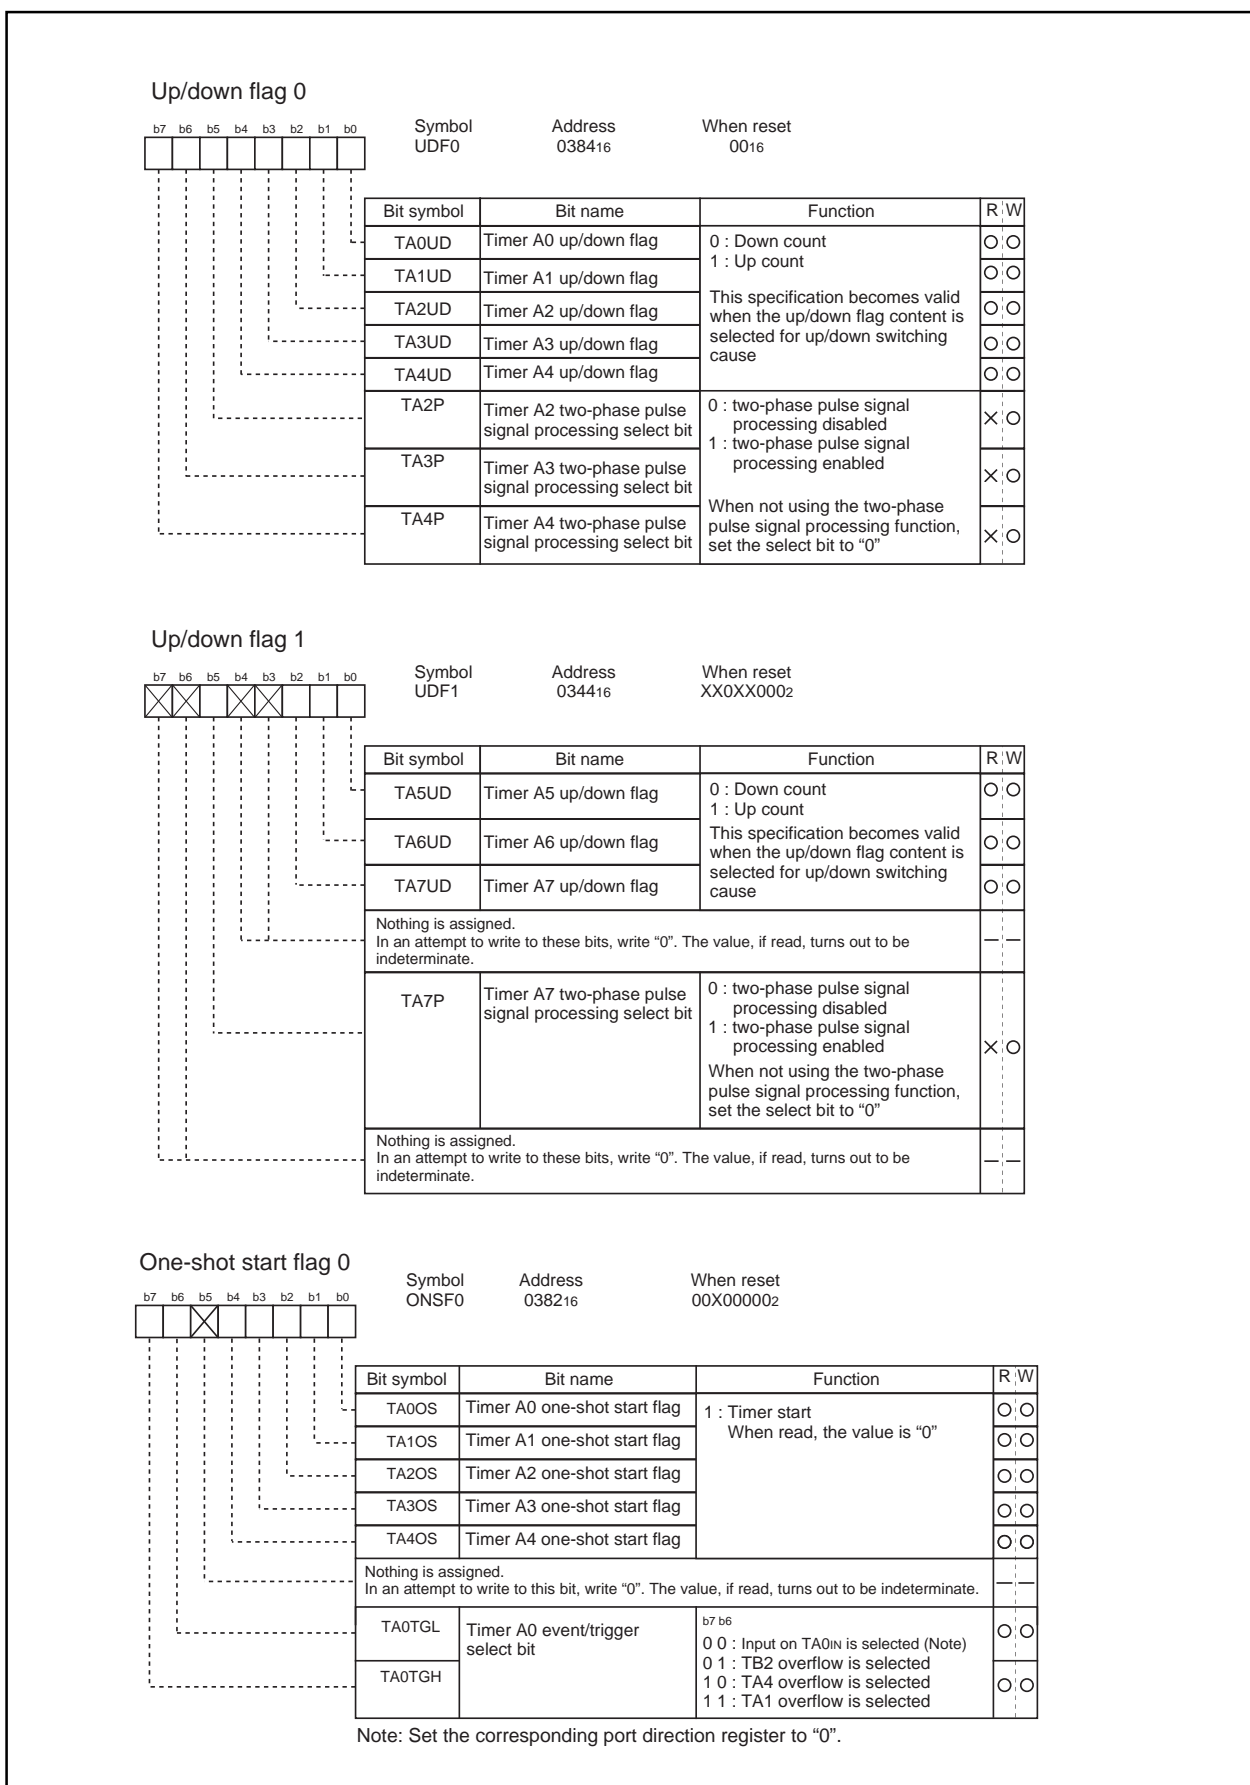 Up/down flag 0
b7 b6 b5 b4 b3 b2 b1 b0
Symbol Address When reset
UDF0 038416 0016
Bit symbol Bit name Function R W
TA0UD Timer A0 up/down flag 0 : Down count
1 : Up count
TA1UD Timer A1 up/down flag
This specification becomes valid
TA2UD Timer A2 up/down flag when the up/down flag content is
selected for up/down switching
TA3UD Timer A3 up/down flag
cause
TA4UD Timer A4 up/down flag
TA2P Timer A2 two-phase pulse 0 : two-phase pulse signal
signal processing select bit processing disabled
1 : two-phase pulse signal
TA3P Timer A3 two-phase pulse processing enabled
signal processing select bit
When not using the two-phase
TA4P Timer A4 two-phase pulse pulse signal processing function,
signal processing select bit set the select bit to “0”
Up/down flag 1
b7 b6 b5 b4 b3 b2 b1 b0
Symbol Address When reset
UDF1 034416 XX0XX0002
Bit symbol Bit name Function R W
TA5UD Timer A5 up/down flag 0 : Down count
1 : Up count
TA6UD Timer A6 up/down flag This specification becomes valid
when the up/down flag content is
selected for up/down switching
TA7UD Timer A7 up/down flag cause
Nothing is assigned.
In an attempt to write to these bits, write “0”. The value, if read, turns out to be
indeterminate.
TA7P Timer A7 two-phase pulse 0 : two-phase pulse signal
signal processing select bit processing disabled
1 : two-phase pulse signal
processing enabled
When not using the two-phase
pulse signal processing function,
set the select bit to “0”
Nothing is assigned.
In an attempt to write to these bits, write “0”. The value, if read, turns out to be
indeterminate.
One-shot start flag 0
b7 b6 b5 b4 b3 b2 b1 b0
Symbol Address When reset
ONSF0 038216 00X000002
Bit symbol Bit name Function R W
TA0OS Timer A0 one-shot start flag 1 : Timer start
When read, the value is “0”
TA1OS Timer A1 one-shot start flag
TA2OS Timer A2 one-shot start flag
TA3OS Timer A3 one-shot start flag
TA4OS Timer A4 one-shot start flag
Nothing is assigned.
In an attempt to write to this bit, write “0”. The value, if read, turns out to be indeterminate.
TA0TGL Timer A0 event/trigger b7 b6
select bit 0 0 : Input on TA0IN is selected (Note)
0 1 : TB2 overflow is selected
TA0TGH 1 0 : TA4 overflow is selected
1 1 : TA1 overflow is selected
Note: Set the corresponding port direction register to “0”.